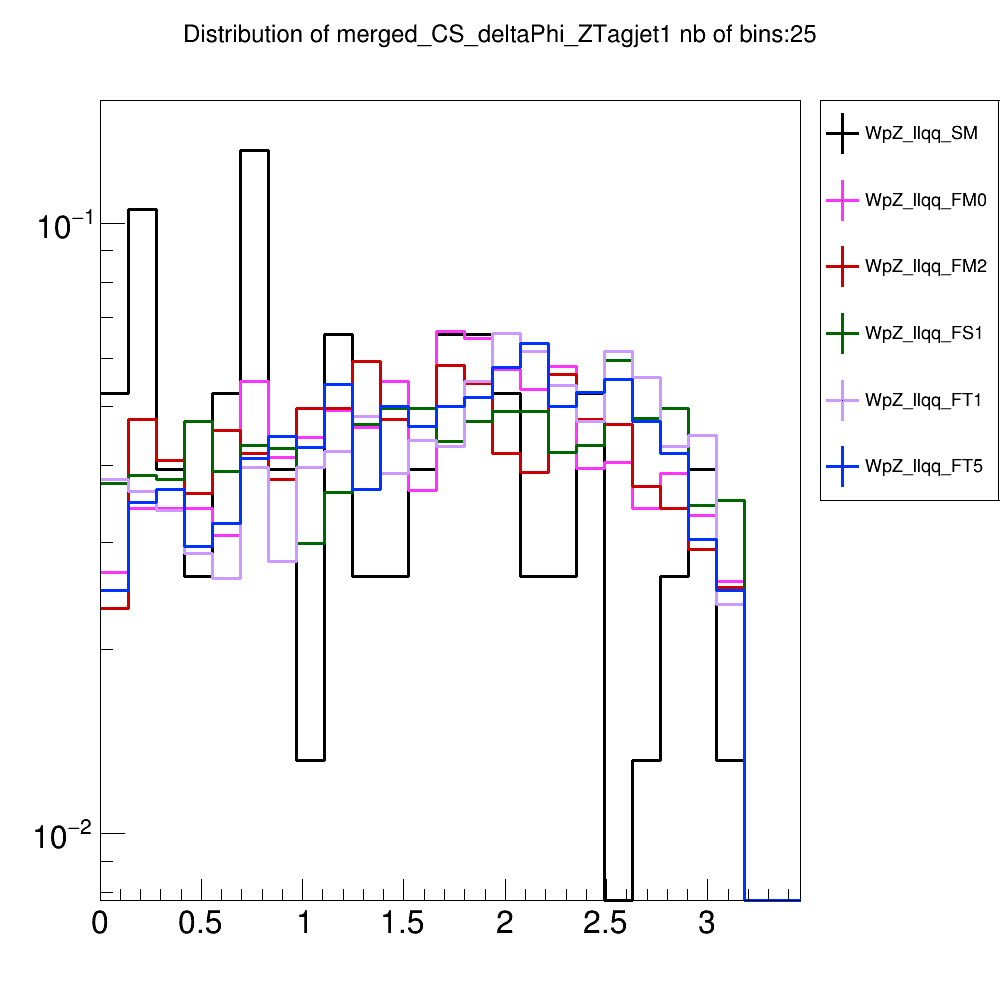 Distribution of merged_CS_deltaPhi_ZTagjet1 nb of bins:25
WpZ_llqq_SM
WpZ_llqq_FM0
WpZ_llqq_FM2
WpZ_llqq_FS1
WpZ_llqq_FT1
WpZ_llqq_FT5
10⁻¹
10⁻²
0 0.5 1 1.5 2 2.5 3